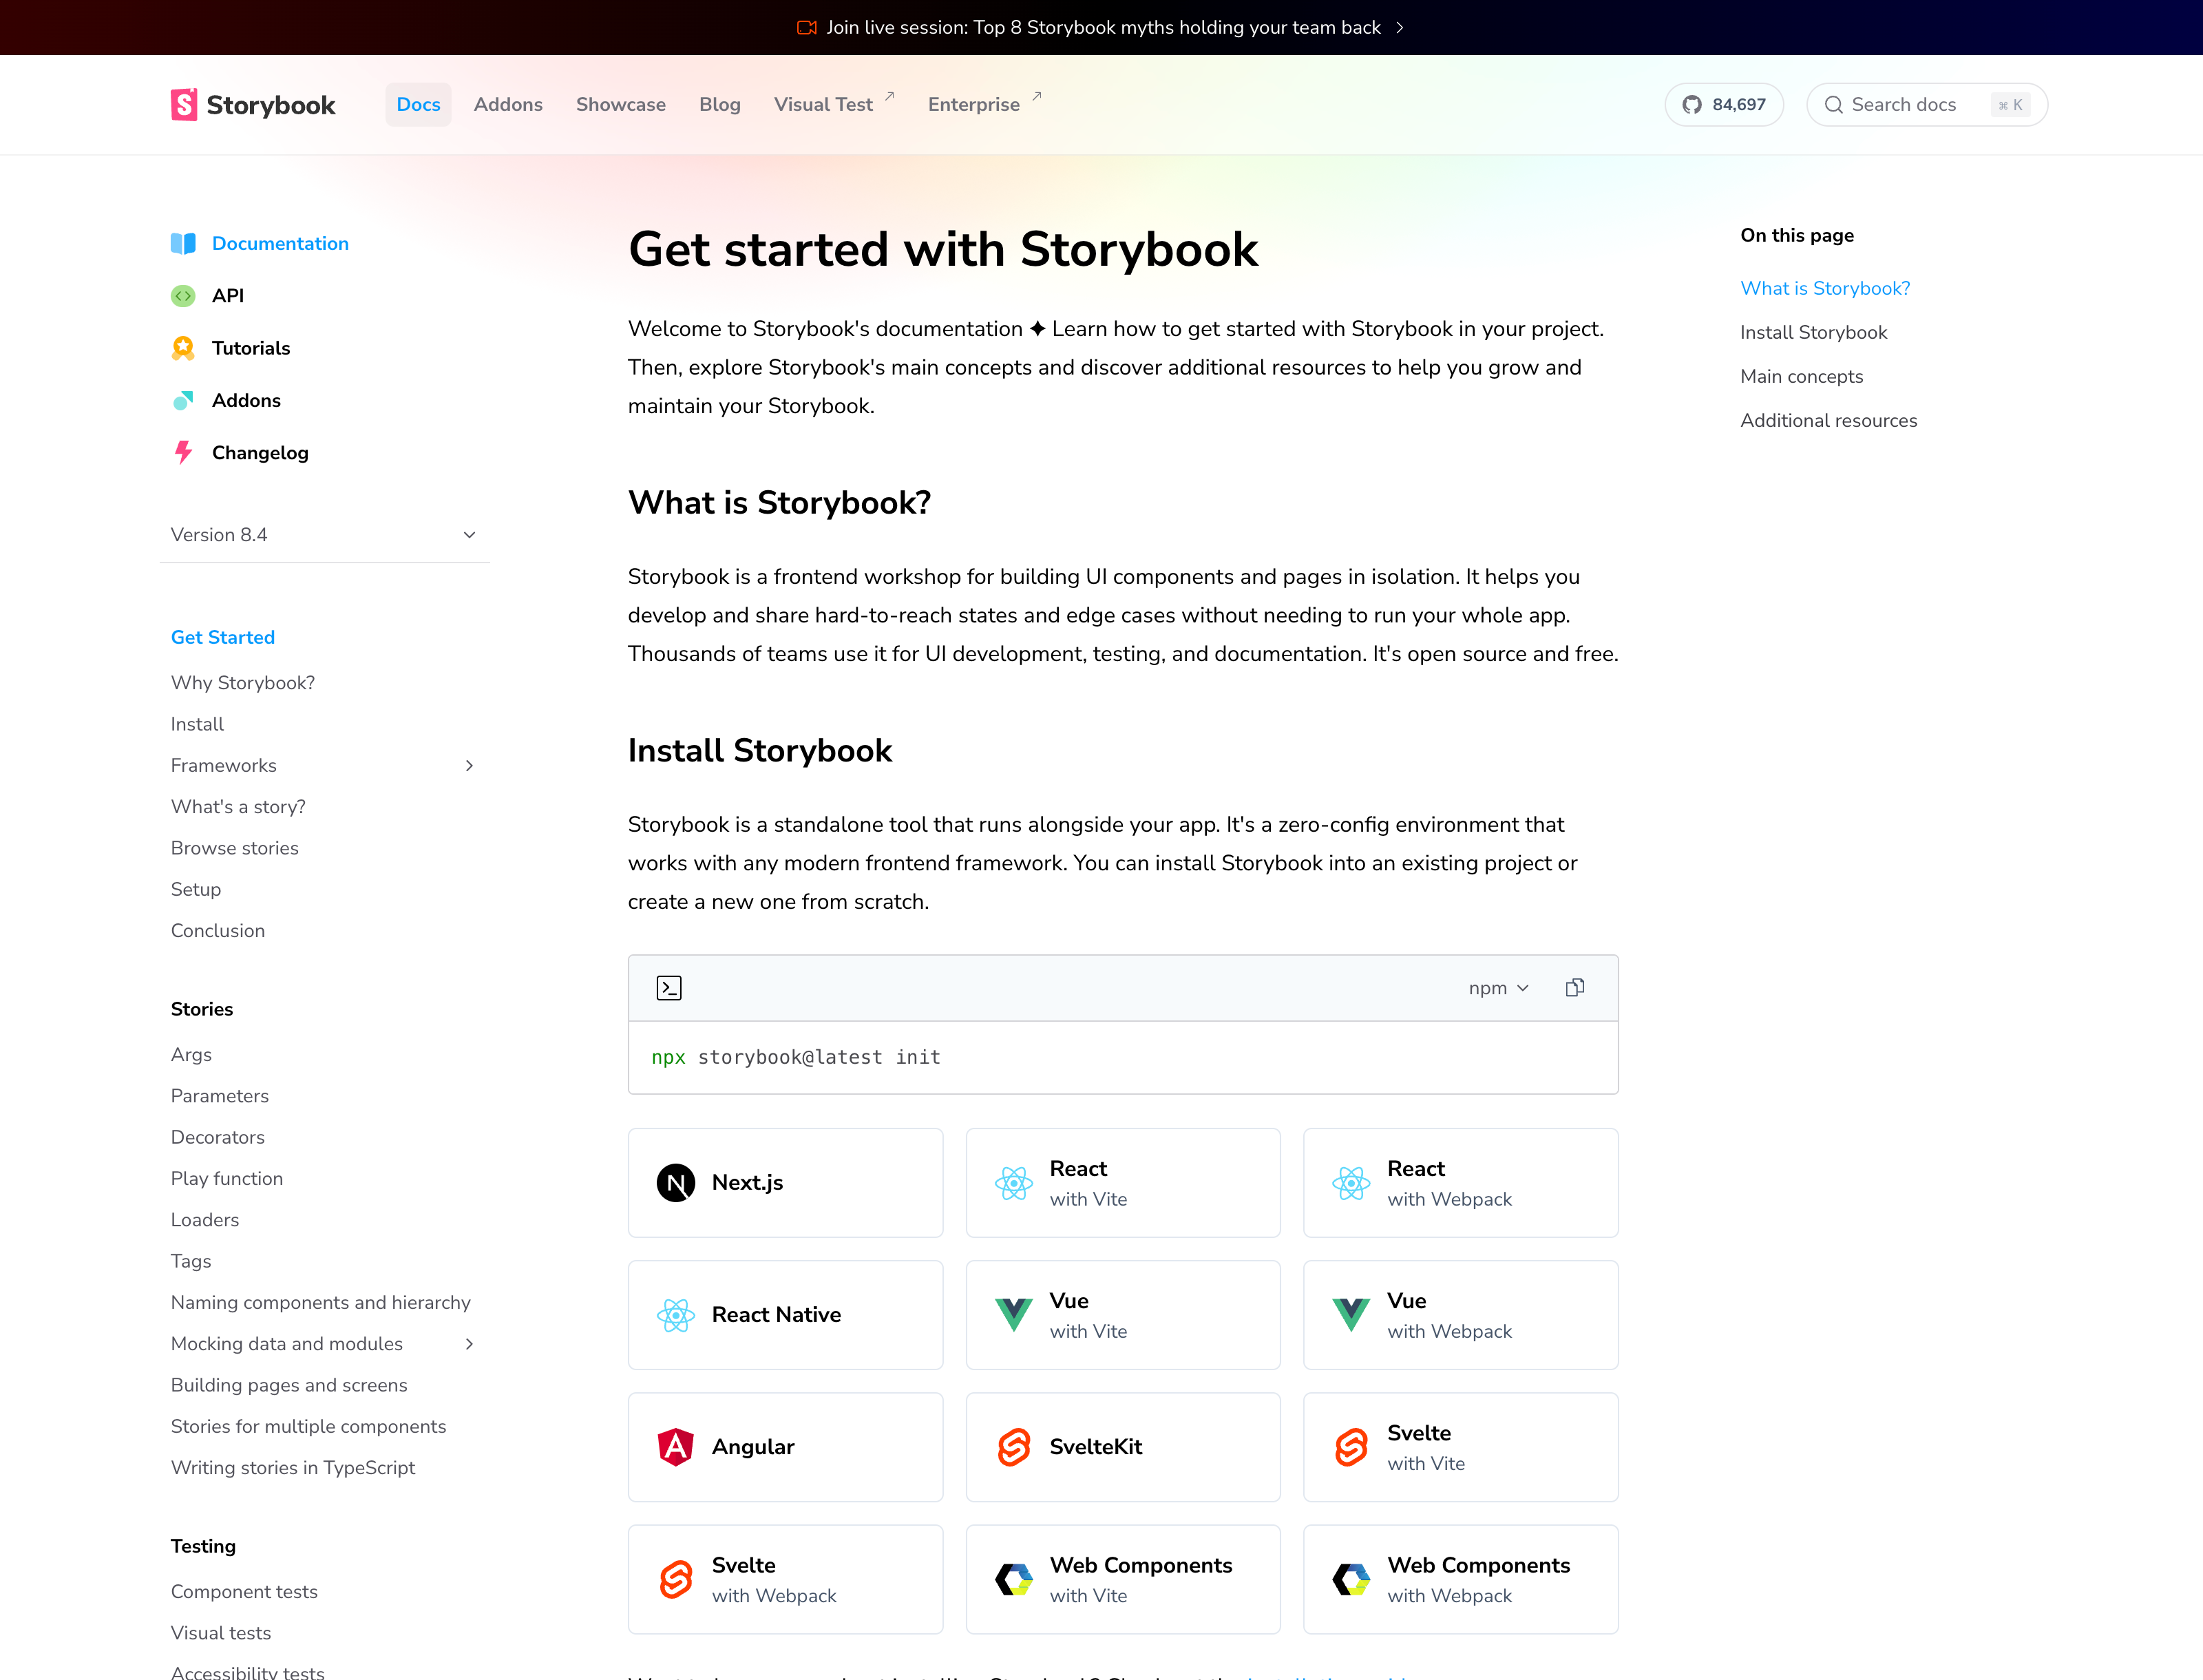 Join live session: Top 8 Storybook myths holding your team back
Storybook
Docs
Addons
Showcase
Blog
Visual Test
Enterprise
84,697
Search docs
⌘ K
Documentation
API
Tutorials
Addons
Changelog
Version 8.4
Get Started
Why Storybook?
Install
Frameworks
What's a story?
Browse stories
Setup
Conclusion
Stories
Args
Parameters
Decorators
Play function
Loaders
Tags
Naming components and hierarchy
Mocking data and modules
Building pages and screens
Stories for multiple components
Writing stories in TypeScript
Testing
Component tests
Visual tests
Accessibility tests
Get started with Storybook
Welcome to Storybook's documentation ✦ Learn how to get started with Storybook in your project.
Then, explore Storybook's main concepts and discover additional resources to help you grow and
maintain your Storybook.
What is Storybook?
Storybook is a frontend workshop for building UI components and pages in isolation. It helps you
develop and share hard-to-reach states and edge cases without needing to run your whole app.
Thousands of teams use it for UI development, testing, and documentation. It's open source and free.
Install Storybook
Storybook is a standalone tool that runs alongside your app. It's a zero-config environment that
works with any modern frontend framework. You can install Storybook into an existing project or
create a new one from scratch.
npm
npx storybook@latest init
Next.js
React
with Vite
React
with Webpack
React Native
Vue
with Vite
Vue
with Webpack
Angular
SvelteKit
Svelte
with Vite
Svelte
with Webpack
Web Components
with Vite
Web Components
with Webpack
On this page
What is Storybook?
Install Storybook
Main concepts
Additional resources